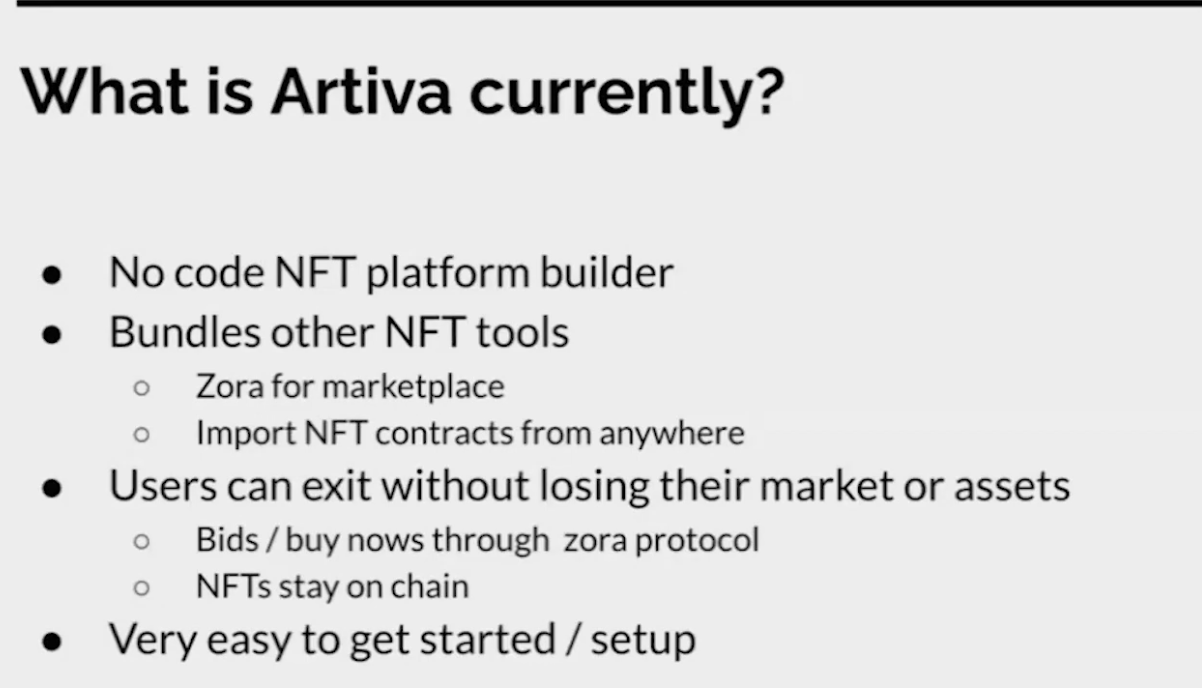 What is Artiva currently?
● No code NFT platform builder
● Bundles other NFT tools
○ Zora for marketplace
○ Import NFT contracts from anywhere
● Users can exit without losing their market or assets
○ Bids / buy nows through zora protocol
○ NFTs stay on chain
● Very easy to get started / setup